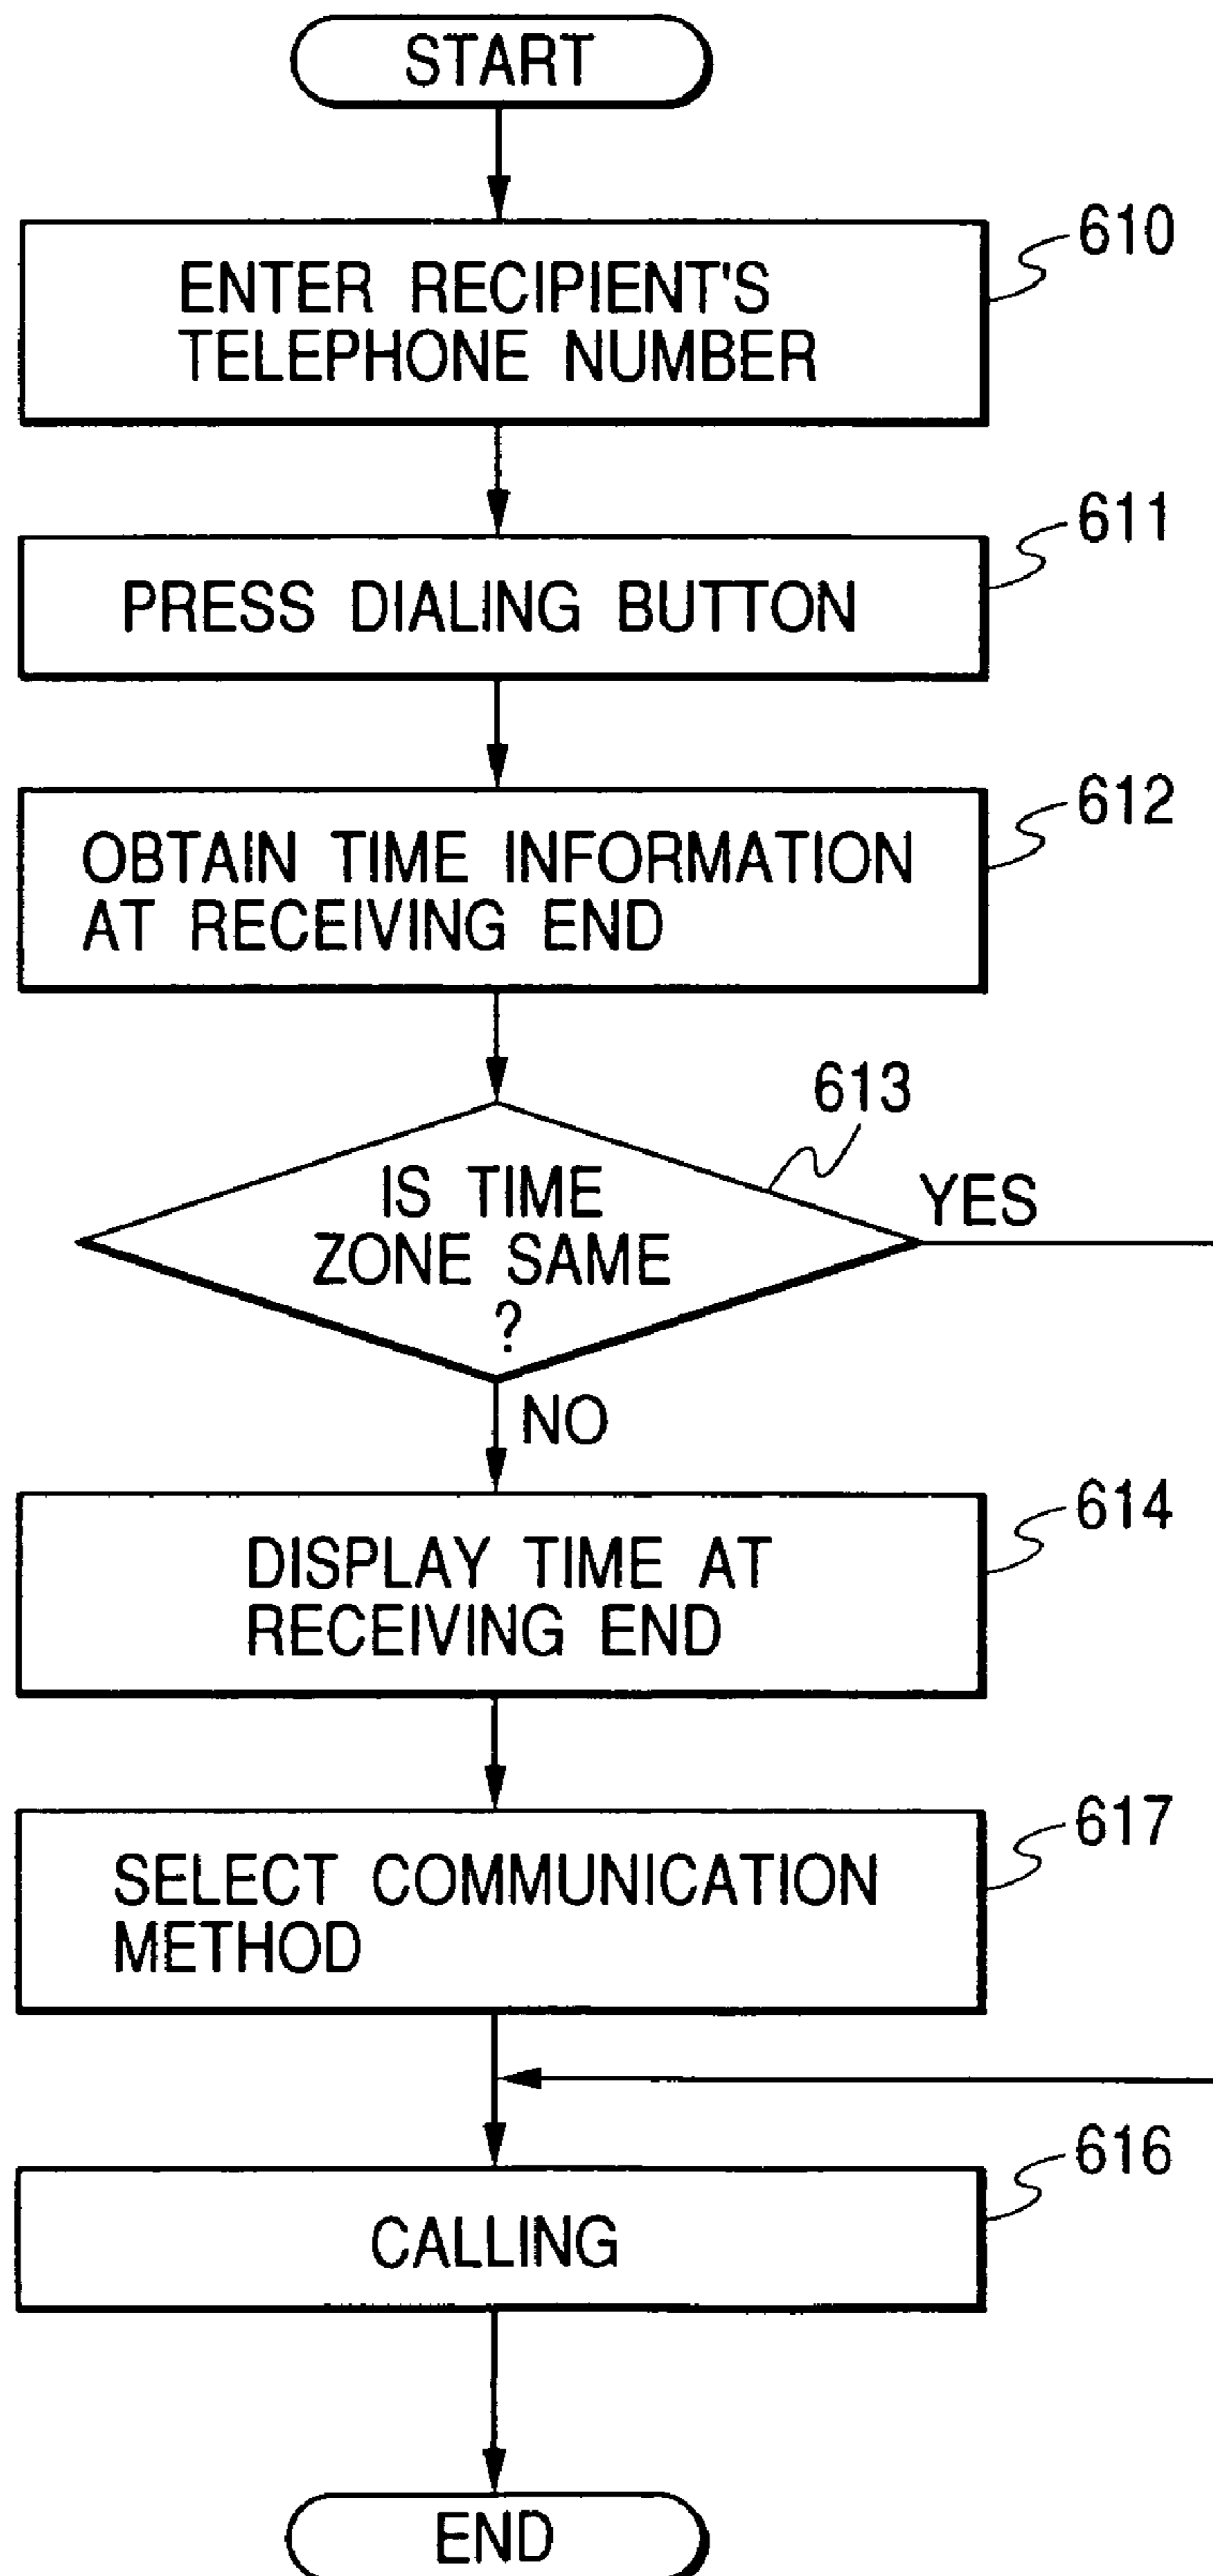 START
610
ENTER RECIPIENT'S
TELEPHONE NUMBER
611
PRESS DIALING BUTTON
612
OBTAIN TIME INFORMATION
AT RECEIVING END
613
IS TIME
ZONE SAME
?
YES
NO
614
DISPLAY TIME AT
RECEIVING END
617
SELECT COMMUNICATION
METHOD
616
CALLING
END